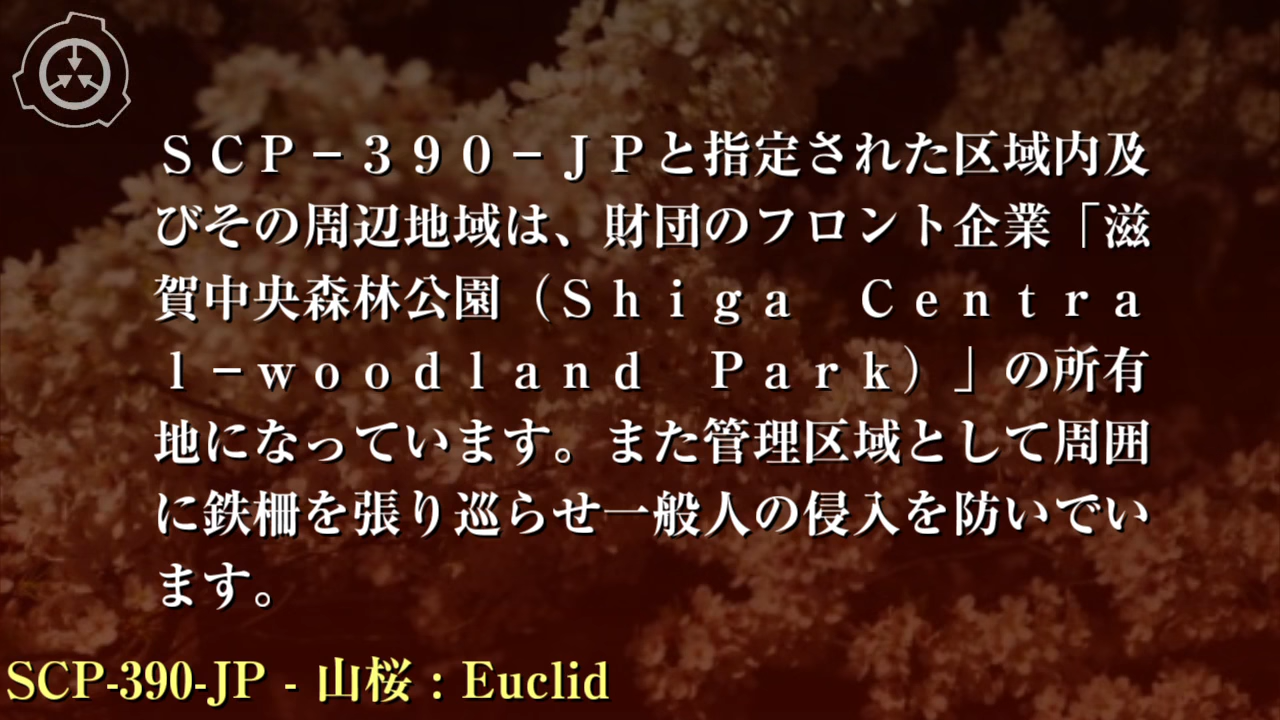 ＳＣＰ－３９０－ＪＰと指定された区域内及
びその周辺地域は、財団のフロント企業「滋
賀中央森林公園（Ｓｈｉｇａ　Ｃｅｎｔｒａ
ｌ－ｗｏｏｄｌａｎｄ　Ｐａｒｋ）」の所有
地になっています。また管理区域として周囲
に鉄柵を張り巡らせ一般人の侵入を防いでい
ます。
SCP-390-JP - 山桜 : Euclid